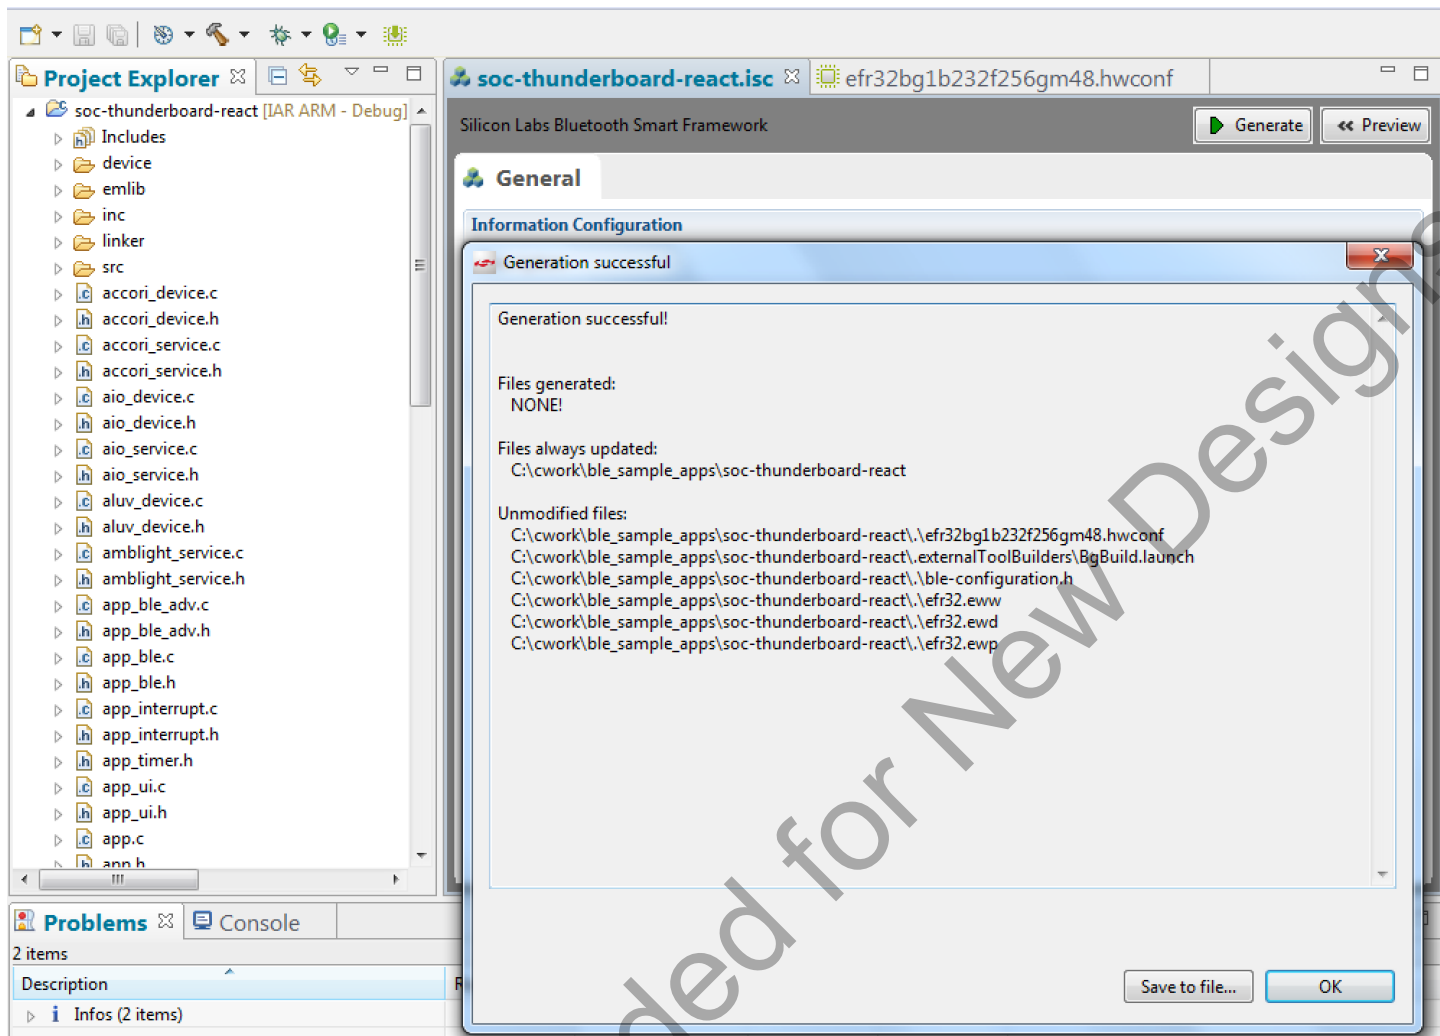 Project Explorer
soc-thunderboard-react.isc
efr32bg1b232f256gm48.hwconf
soc-thunderboard-react [IAR ARM - Debug]
Includes
device
emlib
inc
linker
src
accori_device.c
accori_device.h
accori_service.c
accori_service.h
aio_device.c
aio_device.h
aio_service.c
aio_service.h
aluv_device.c
aluv_device.h
amblight_service.c
amblight_service.h
app_ble_adv.c
app_ble_adv.h
app_ble.c
app_ble.h
app_interrupt.c
app_interrupt.h
app_timer.h
app_ui.c
app_ui.h
app.c
app.h
Silicon Labs Bluetooth Smart Framework
Generate
Preview
General
Information Configuration
Generation successful
Generation successful!
Files generated:
NONE!
Files always updated:
C:\cwork\ble_sample_apps\soc-thunderboard-react
Unmodified files:
C:\cwork\ble_sample_apps\soc-thunderboard-react\.\efr32bg1b232f256gm48.hwconf
C:\cwork\ble_sample_apps\soc-thunderboard-react\.externalToolBuilders\BgBuild.launch
C:\cwork\ble_sample_apps\soc-thunderboard-react\.\ble-configuration.h
C:\cwork\ble_sample_apps\soc-thunderboard-react\.\efr32.eww
C:\cwork\ble_sample_apps\soc-thunderboard-react\.\efr32.ewd
C:\cwork\ble_sample_apps\soc-thunderboard-react\.\efr32.ewp
Save to file...
OK
Problems
Console
2 items
Description
Infos (2 items)
ded for New Designs